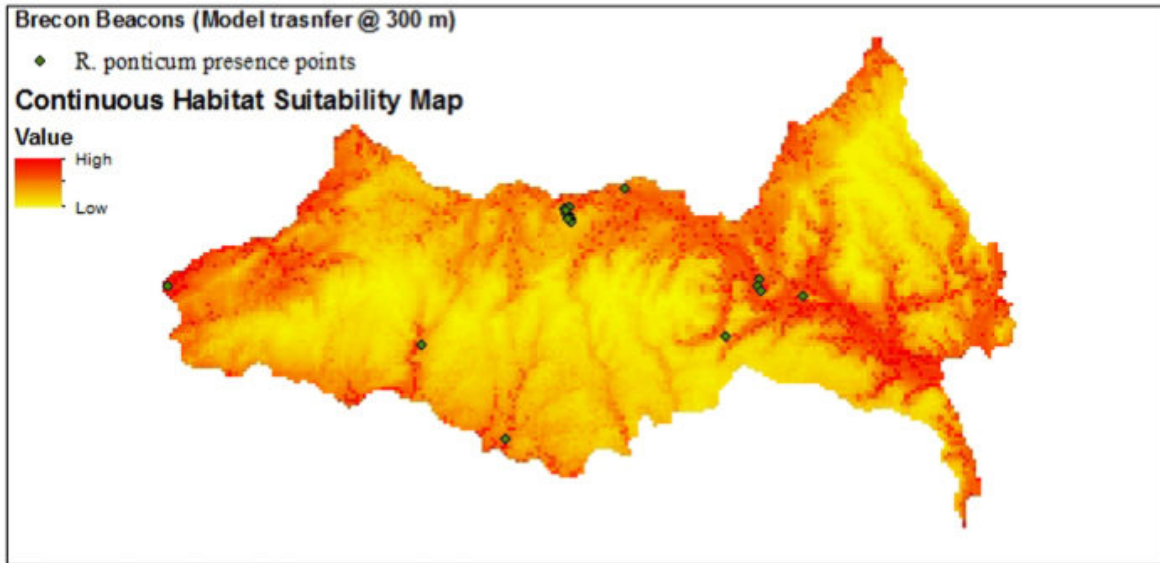 Brecon Beacons (Model trasnfer @ 300 m)
R. ponticum presence points
Continuous Habitat Suitability Map
Value
High
Low